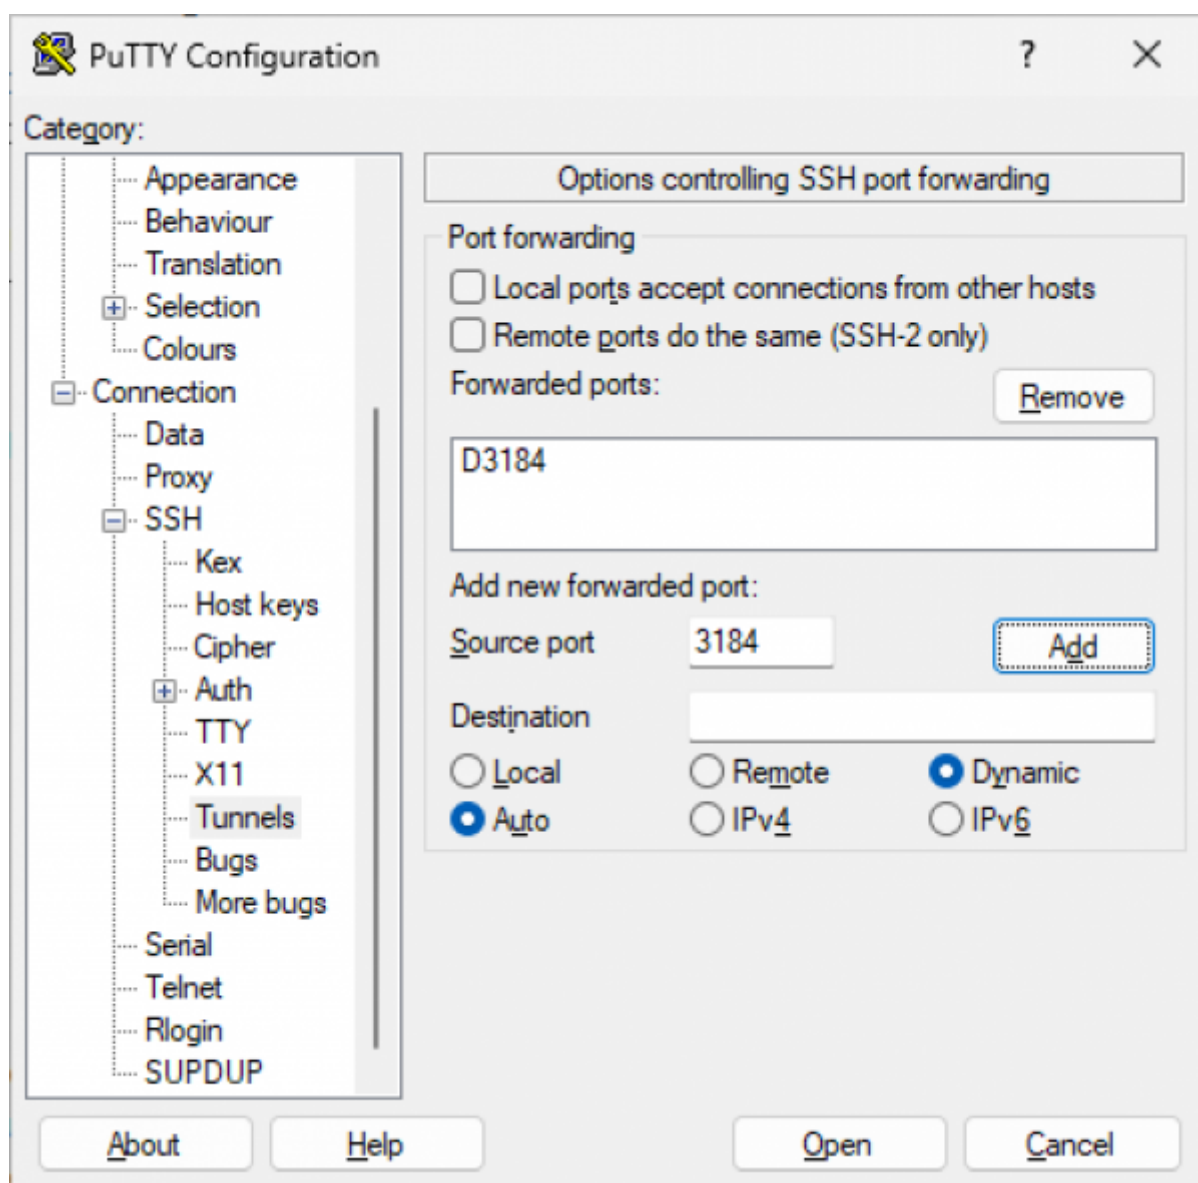 PuTTY Configuration ?
Category:
Appearance
Behaviour
Translation
Selection
Colours
Connection
Data
Proxy
SSH
Kex
Host keys
Cipher
Auth
TTY
X11
Tunnels
Bugs
More bugs
Serial
Telnet
Rlogin
SUPDUP
Options controlling SSH port forwarding
Port forwarding
Local ports accept connections from other hosts
Remote ports do the same (SSH-2 only)
Forwarded ports: Remove
D3184
Add new forwarded port:
Source port 3184 Add
Destination
Local Remote Dynamic
Auto IPv4 IPv6
About Help Open Cancel